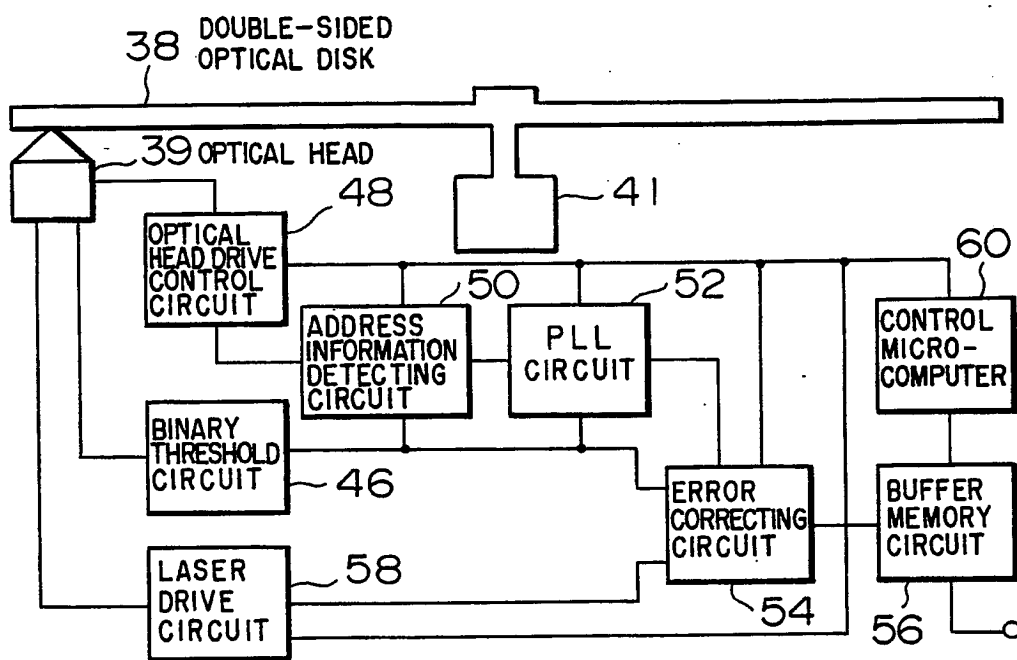 DOUBLE-SIDED
38 OPTICAL DISK
39 OPTICAL HEAD
41
48
OPTICAL
HEAD DRIVE
CONTROL
CIRCUIT
50
ADDRESS
INFORMATION
DETECTING
CIRCUIT
52
PLL
CIRCUIT
60
CONTROL
MICRO-
COMPUTER
BINARY
THRESHOLD
CIRCUIT
46
ERROR
CORRECTING
CIRCUIT
54
BUFFER
MEMORY
CIRCUIT
56
LASER
DRIVE
CIRCUIT
58